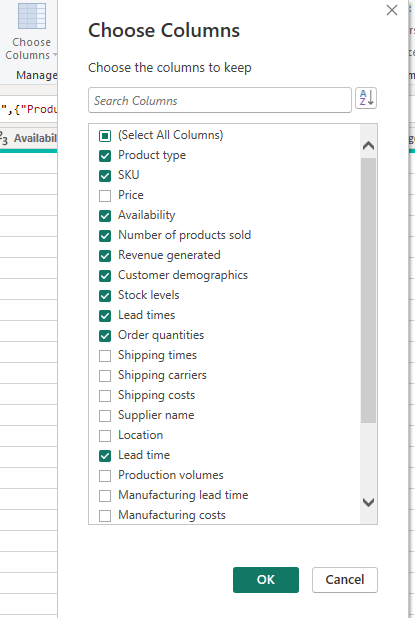 Choose Columns
Choose the columns to keep
Choose
Columns
Manage
Search Columns
A
Z
",{"Produ
Availabil
(Select All Columns)
Product type
SKU
Price
Availability
Number of products sold
Revenue generated
Customer demographics
Stock levels
Lead times
Order quantities
Shipping times
Shipping carriers
Shipping costs
Supplier name
Location
Lead time
Production volumes
Manufacturing lead time
Manufacturing costs
OK
Cancel